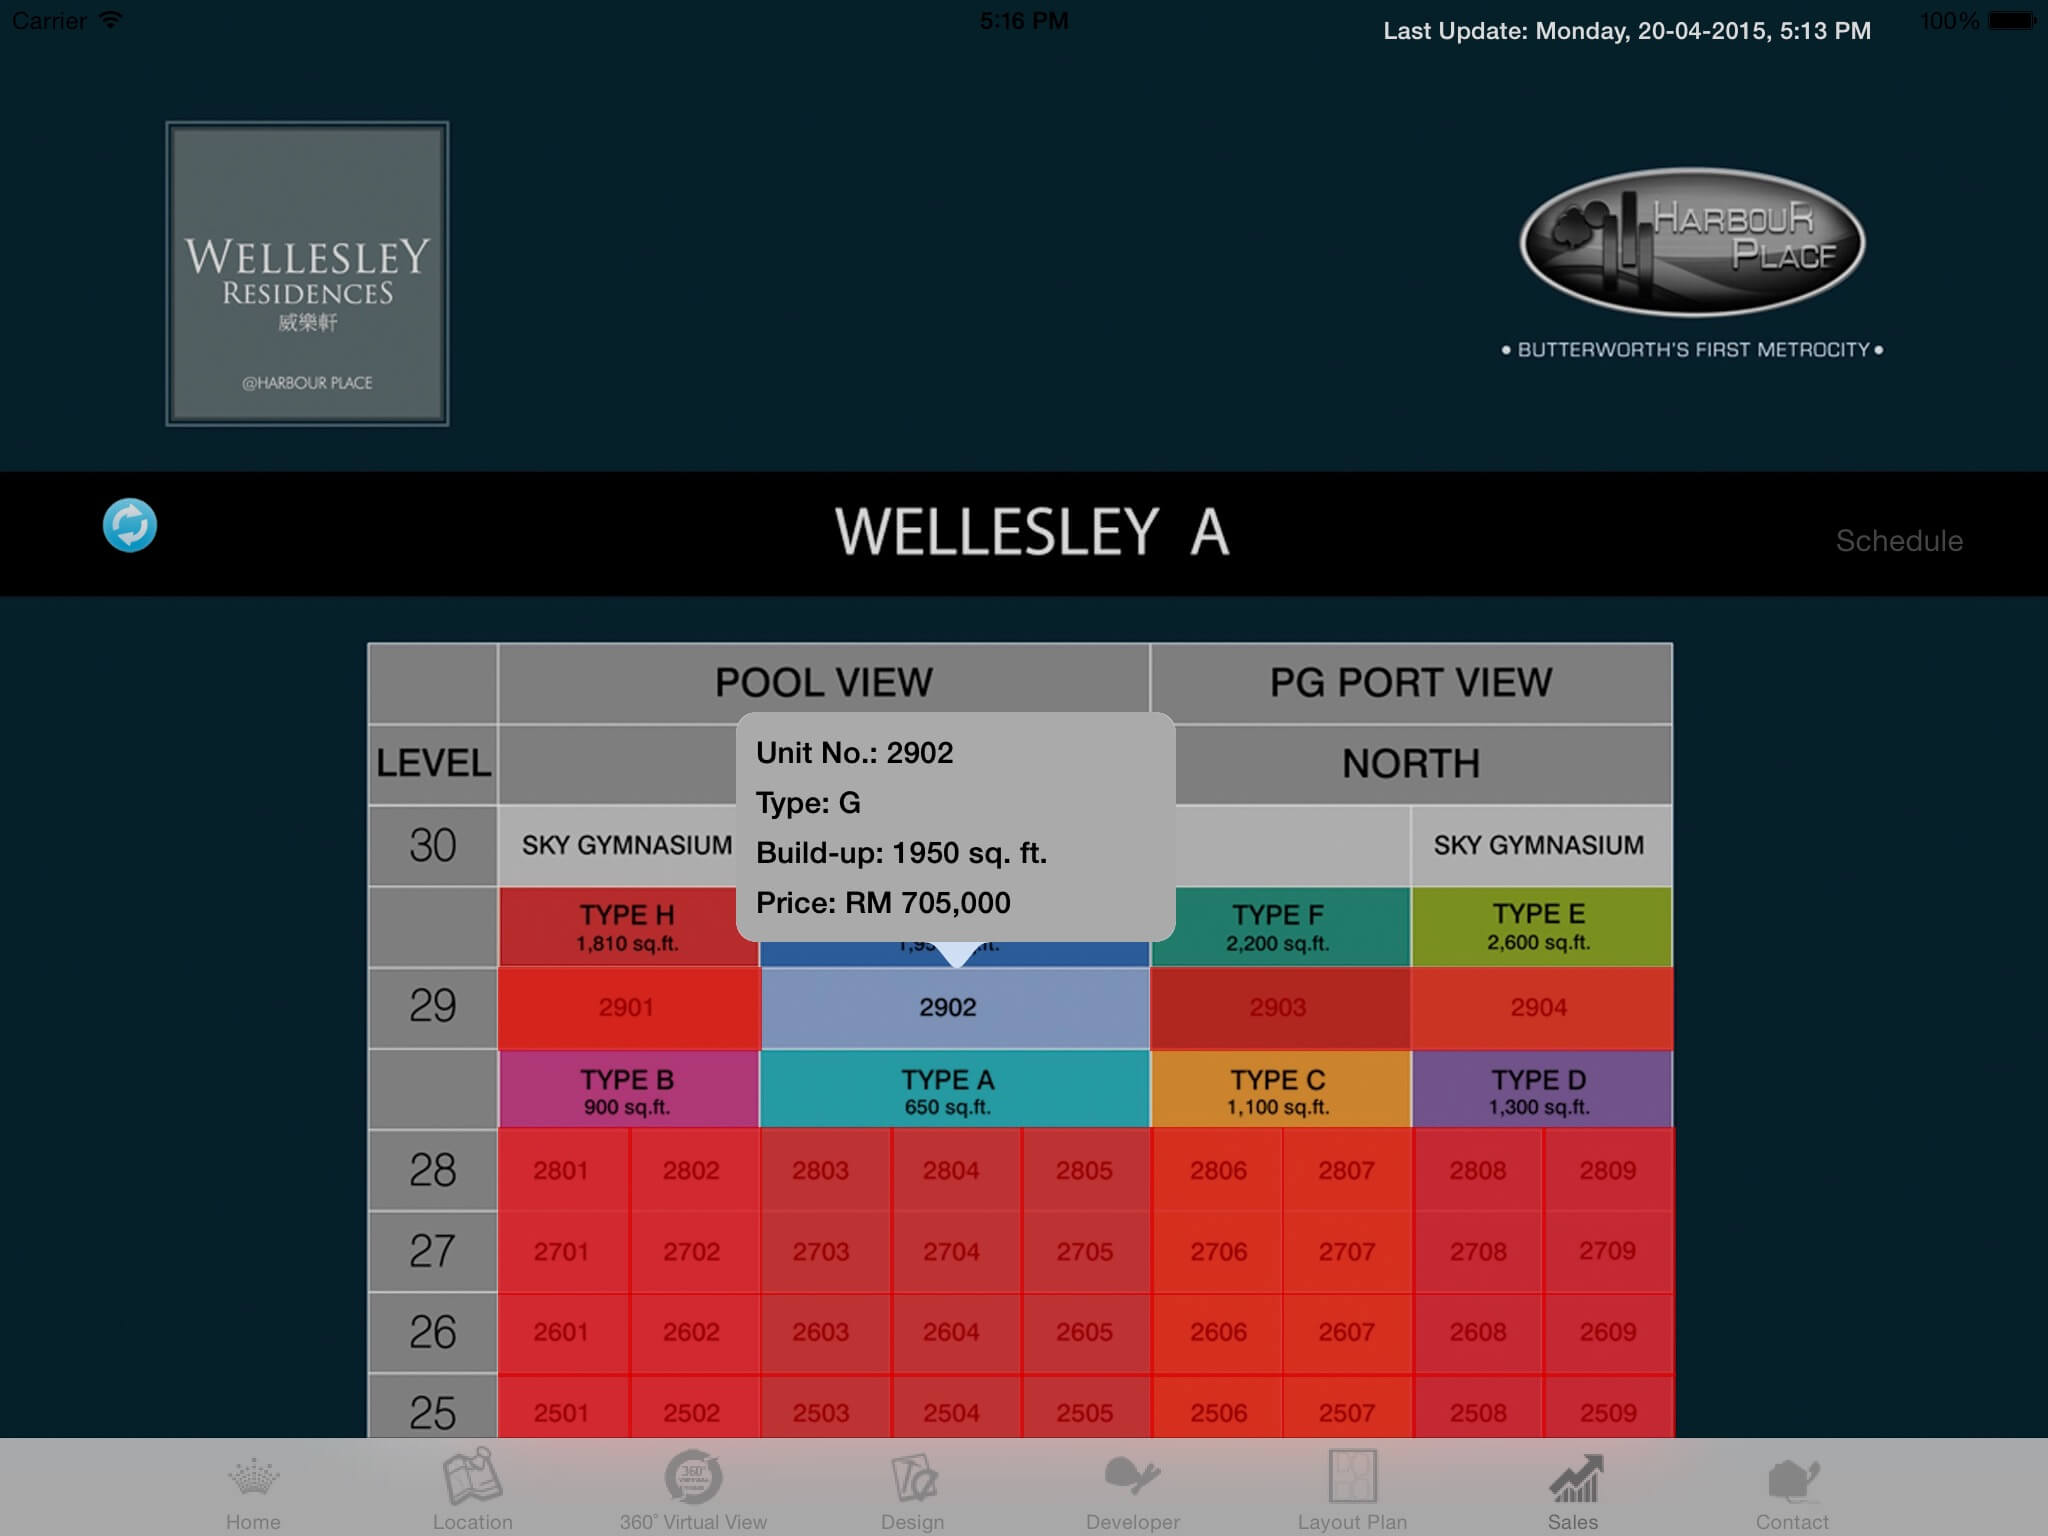 Carrier 5:16 PM 100%
Last Update: Monday, 20-04-2015, 5:13 PM
WELLESLEY
RESIDENCES
威樂軒
@HARBOUR PLACE
HARBOUR
PLACE
• BUTTERWORTH'S FIRST METROCITY •
WELLESLEY A
Schedule
POOL VIEW PG PORT VIEW
LEVEL NORTH
Unit No.: 2902
Type: G
Build-up: 1950 sq. ft.
Price: RM 705,000
30 SKY GYMNASIUM SKY GYMNASIUM
TYPE H TYPE F TYPE E
1,810 sq.ft. 2,200 sq.ft. 2,600 sq.ft.
29 2901 2902 2903 2904
TYPE B TYPE A TYPE C TYPE D
900 sq.ft. 650 sq.ft. 1,100 sq.ft. 1,300 sq.ft.
28 2801 2802 2803 2804 2805 2806 2807 2808 2809
27 2701 2702 2703 2704 2705 2706 2707 2708 2709
26 2601 2602 2603 2604 2605 2606 2607 2608 2609
25 2501 2502 2503 2504 2505 2506 2507 2508 2509
360°
Home Location 360° Virtual View Design Developer Layout Plan Sales Contact